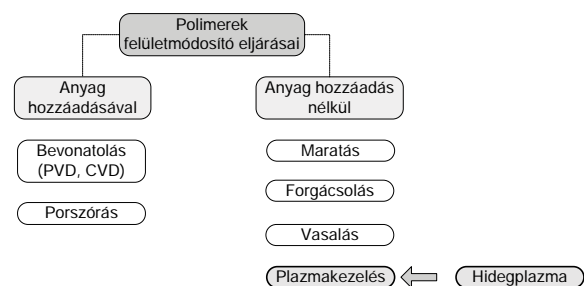 Polimerek
felületmódosító eljárásai
Anyag
hozzáadásával
Bevonatolás
(PVD, CVD)
Porszórás
Anyag hozzáadás
nélkül
Maratás
Forgácsolás
Vasalás
Plazmakezelés
Hidegplazma